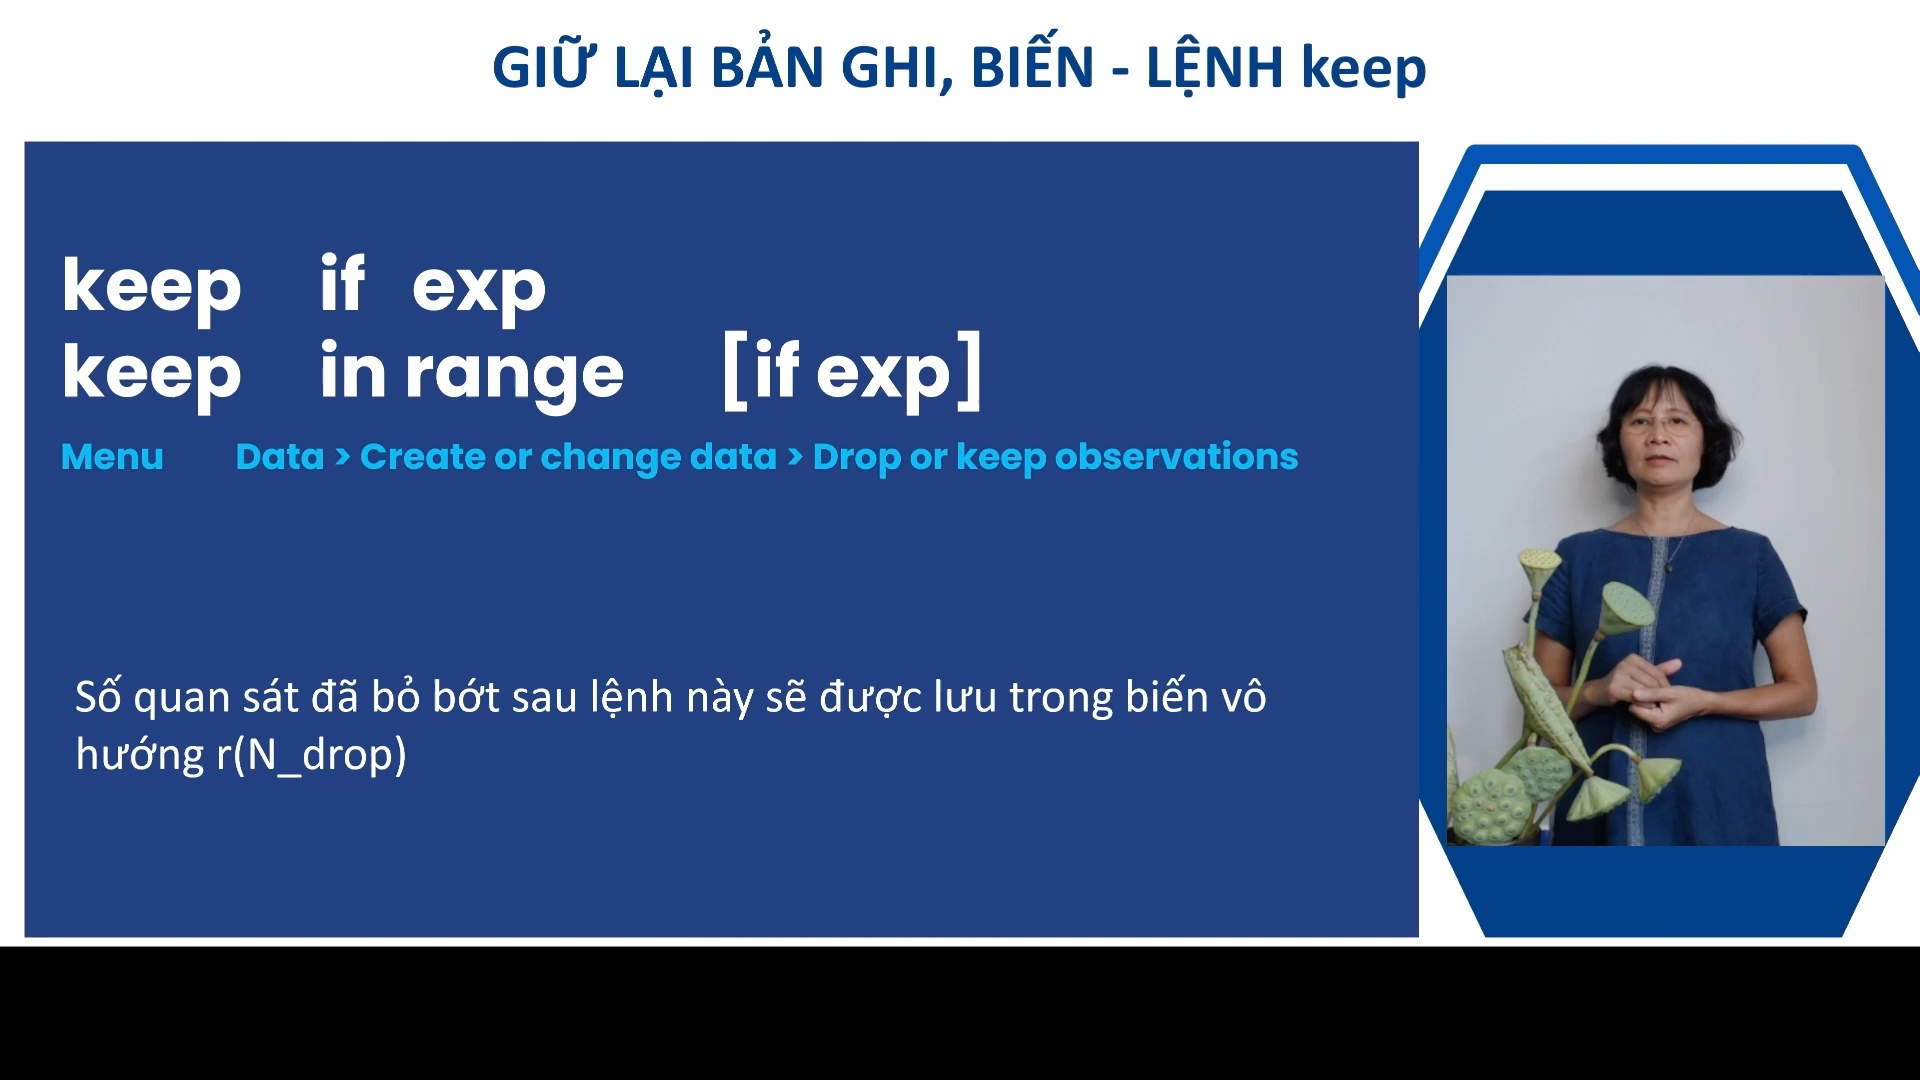 GIỮ LẠI BẢN GHI, BIẾN - LỆNH keep
keep if exp
keep in range [if exp]
Menu Data > Create or change data > Drop or keep observations
Số quan sát đã bỏ bớt sau lệnh này sẽ được lưu trong biến vô
hướng r(N_drop)